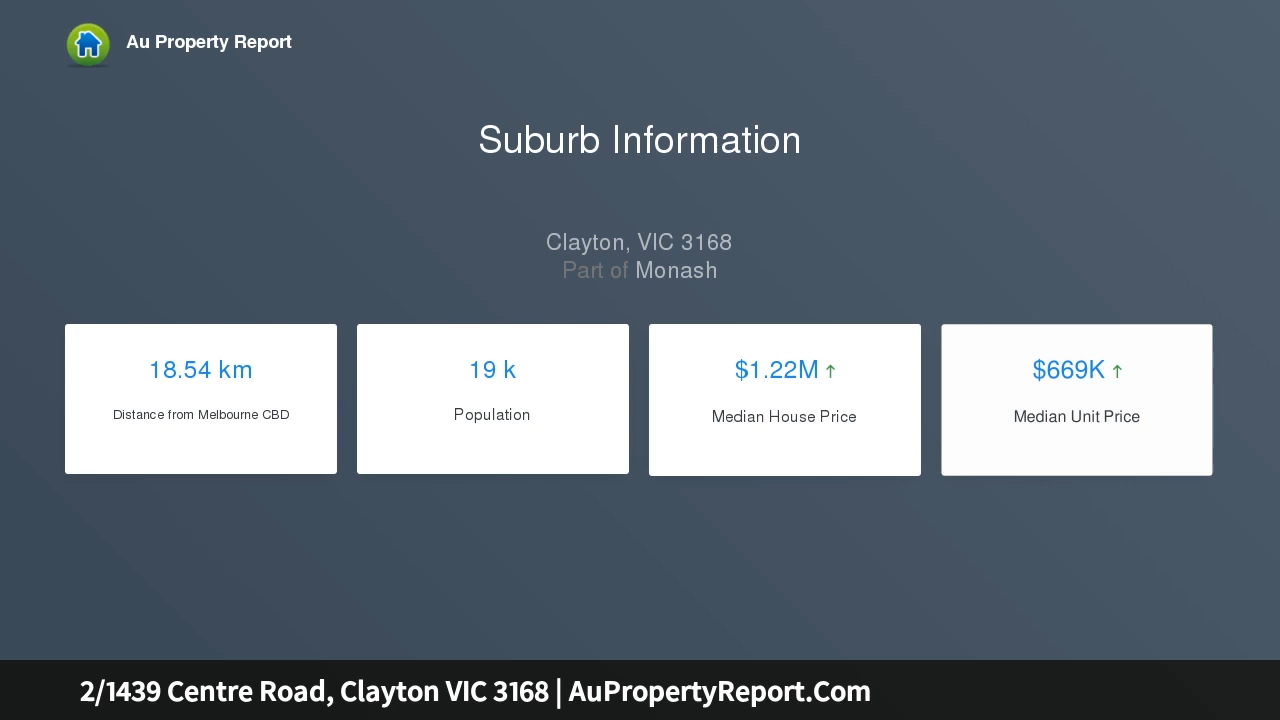 Au Property Report
Suburb Information
Clayton, VIC 3168
Part of Monash
18.54 km
Distance from Melbourne CBD
19 k
Population
$1.22M ↑
Median House Price
$669K ↑
Median Unit Price
2/1439 Centre Road, Clayton VIC 3168 | AuPropertyReport.Com